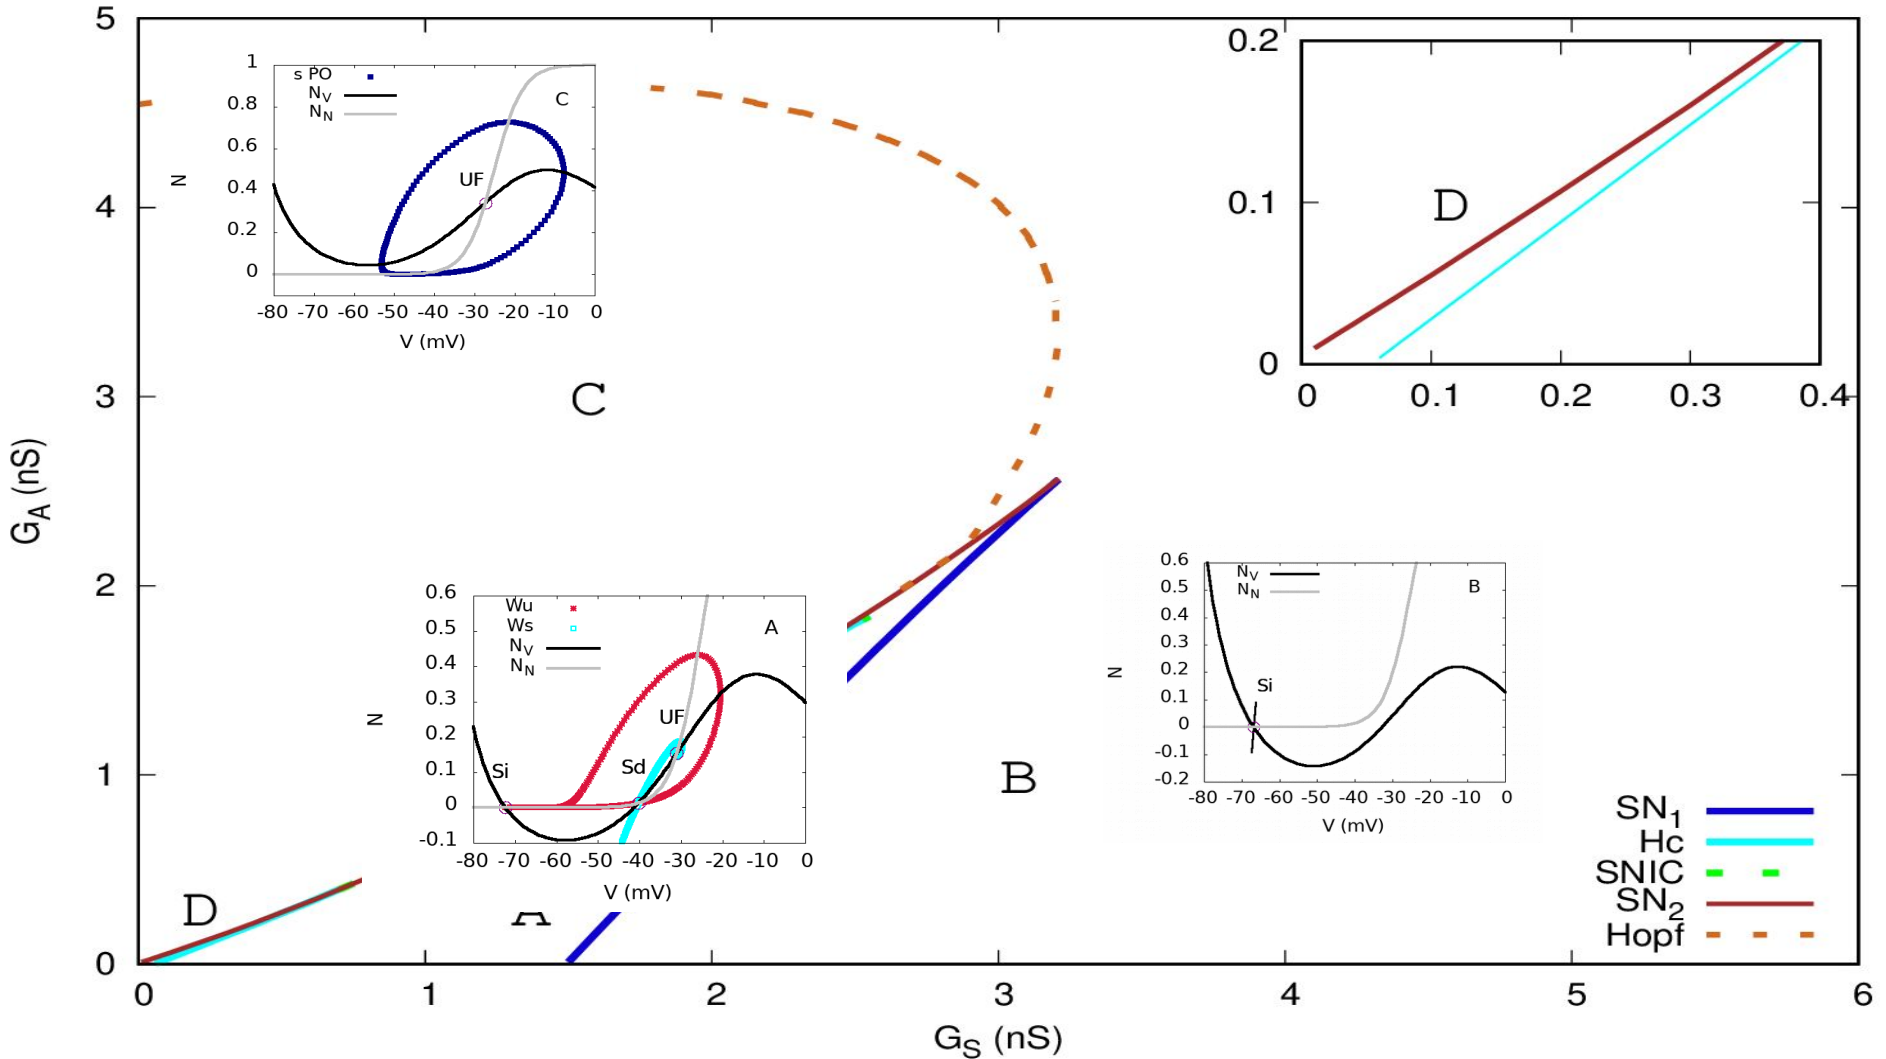 5
4
3
2
1
0
G_A (nS)
0 1 2 3 4 5 6
G_S (nS)
C
D
A
B
1
0.8
0.6
0.4
0.2
0
N
s PO
N_V
N_N
C
UF
-80 -70 -60 -50 -40 -30 -20 -10 0
V (mV)
0.2
0.1
0
D
0 0.1 0.2 0.3 0.4
0.6
0.5
0.4
0.3
0.2
0.1
0
-0.1
N
Wu
Ws
N_V
N_N
A
UF
Sd
Si
-80 -70 -60 -50 -40 -30 -20 -10 0
V (mV)
0.6
0.5
0.4
0.3
0.2
0.1
0
-0.1
-0.2
N
N_V
N_N
B
Si
-80 -70 -60 -50 -40 -30 -20 -10 0
V (mV)
SN_1
Hc
SNIC
SN_2
Hopf